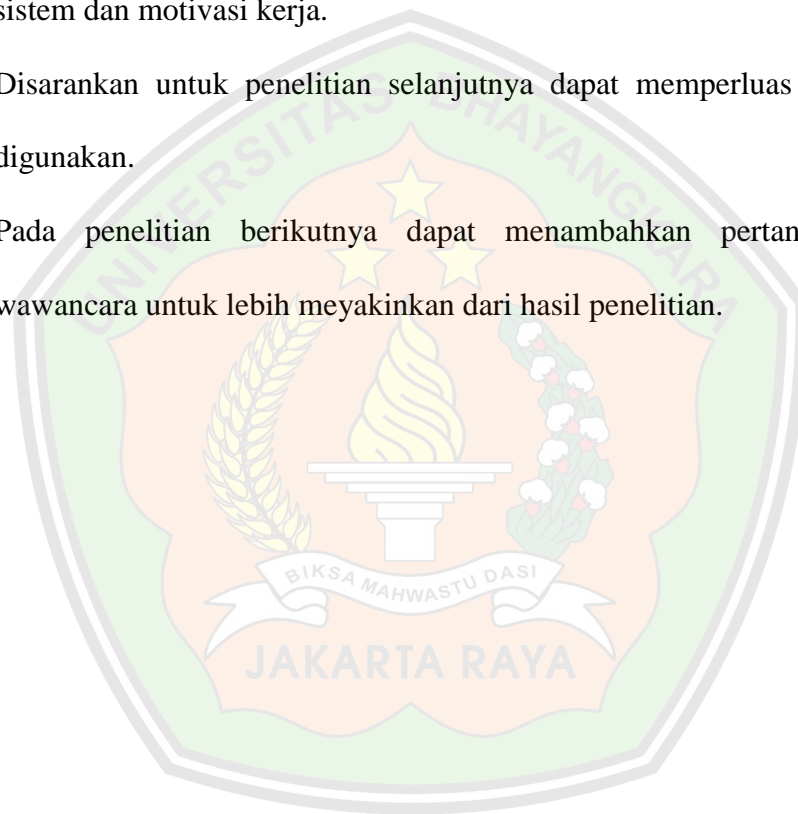 sistem dan motivasi kerja.
Disarankan untuk penelitian selanjutnya dapat memperluas
digunakan.
Pada penelitian berikutnya dapat menambahkan
wawancara untuk lebih meyakinkan dari hasil penelitian.
UNIVERSITAS BHAYANGKARA
BIKSA MAHWASTU DASI
JAKARTA RAYA